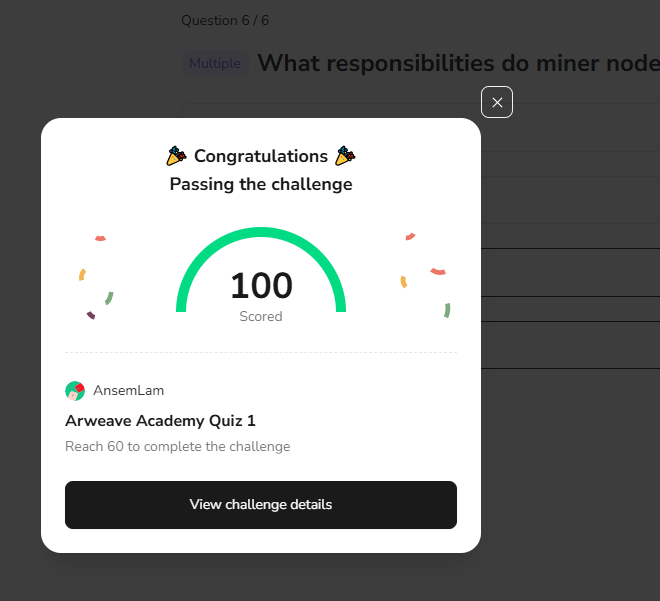 Question 6 / 6
Multiple What responsibilities do miner node
Congratulations
Passing the challenge
100
Scored
AnsemLam
Arweave Academy Quiz 1
Reach 60 to complete the challenge
View challenge details